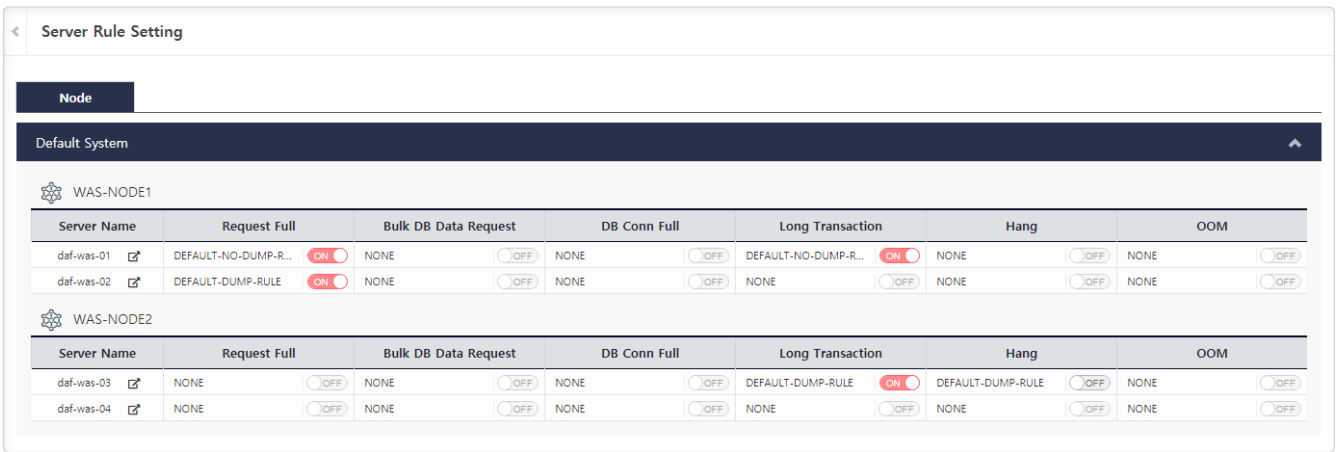 Server Rule Setting
Node
Default System
WAS-NODE1
Server Name Request Full Bulk DB Data Request DB Conn Full Long Transaction Hang OOM
daf-was-01 DEFAULT-NO-DUMP-R... ON NONE OFF NONE OFF DEFAULT-NO-DUMP-R... ON NONE OFF NONE OFF
daf-was-02 DEFAULT-DUMP-RULE ON NONE OFF NONE OFF NONE OFF NONE OFF NONE OFF
WAS-NODE2
Server Name Request Full Bulk DB Data Request DB Conn Full Long Transaction Hang OOM
daf-was-03 NONE OFF NONE OFF NONE OFF DEFAULT-DUMP-RULE ON DEFAULT-DUMP-RULE OFF NONE OFF
daf-was-04 NONE OFF NONE OFF NONE OFF NONE OFF NONE OFF NONE OFF